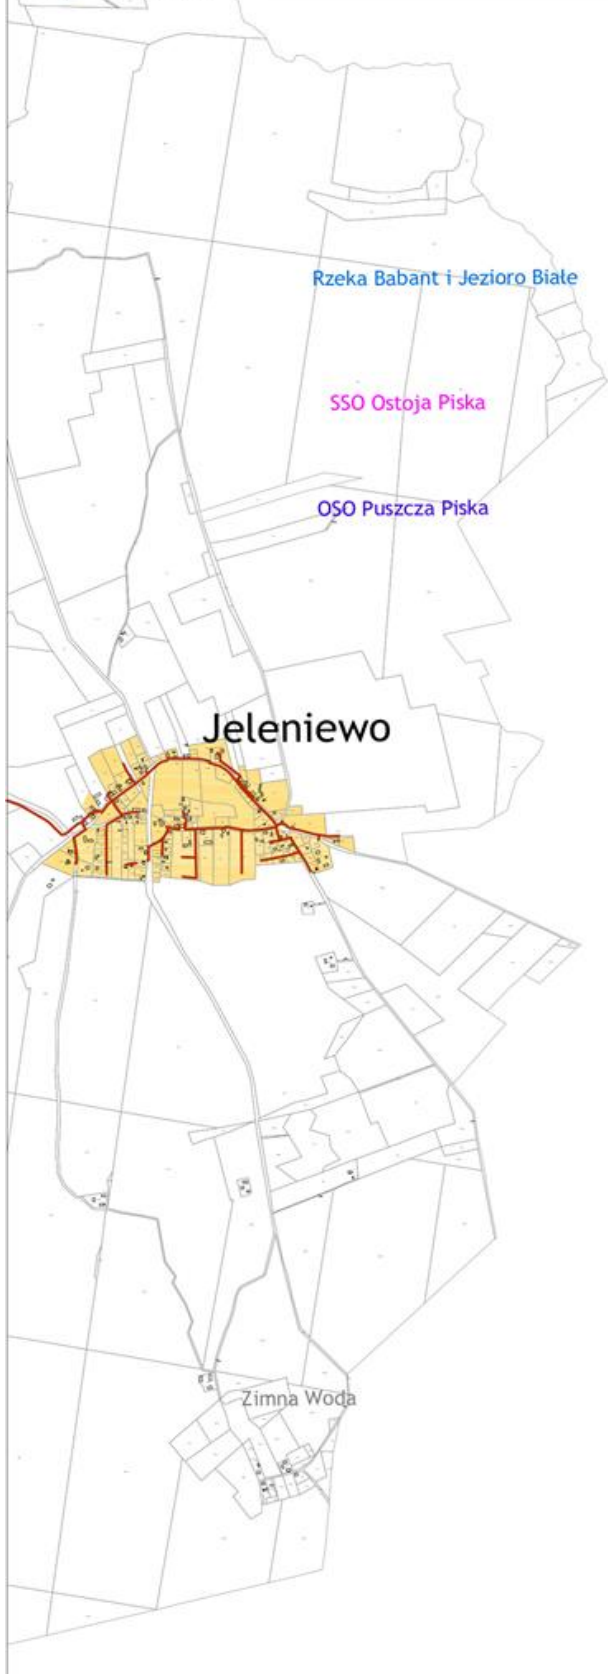 Rzeka Babant i Jezioro Białe
SSO Ostoja Piska
OSO Puszcza Piska
Jeleniewo
Zimna Woda